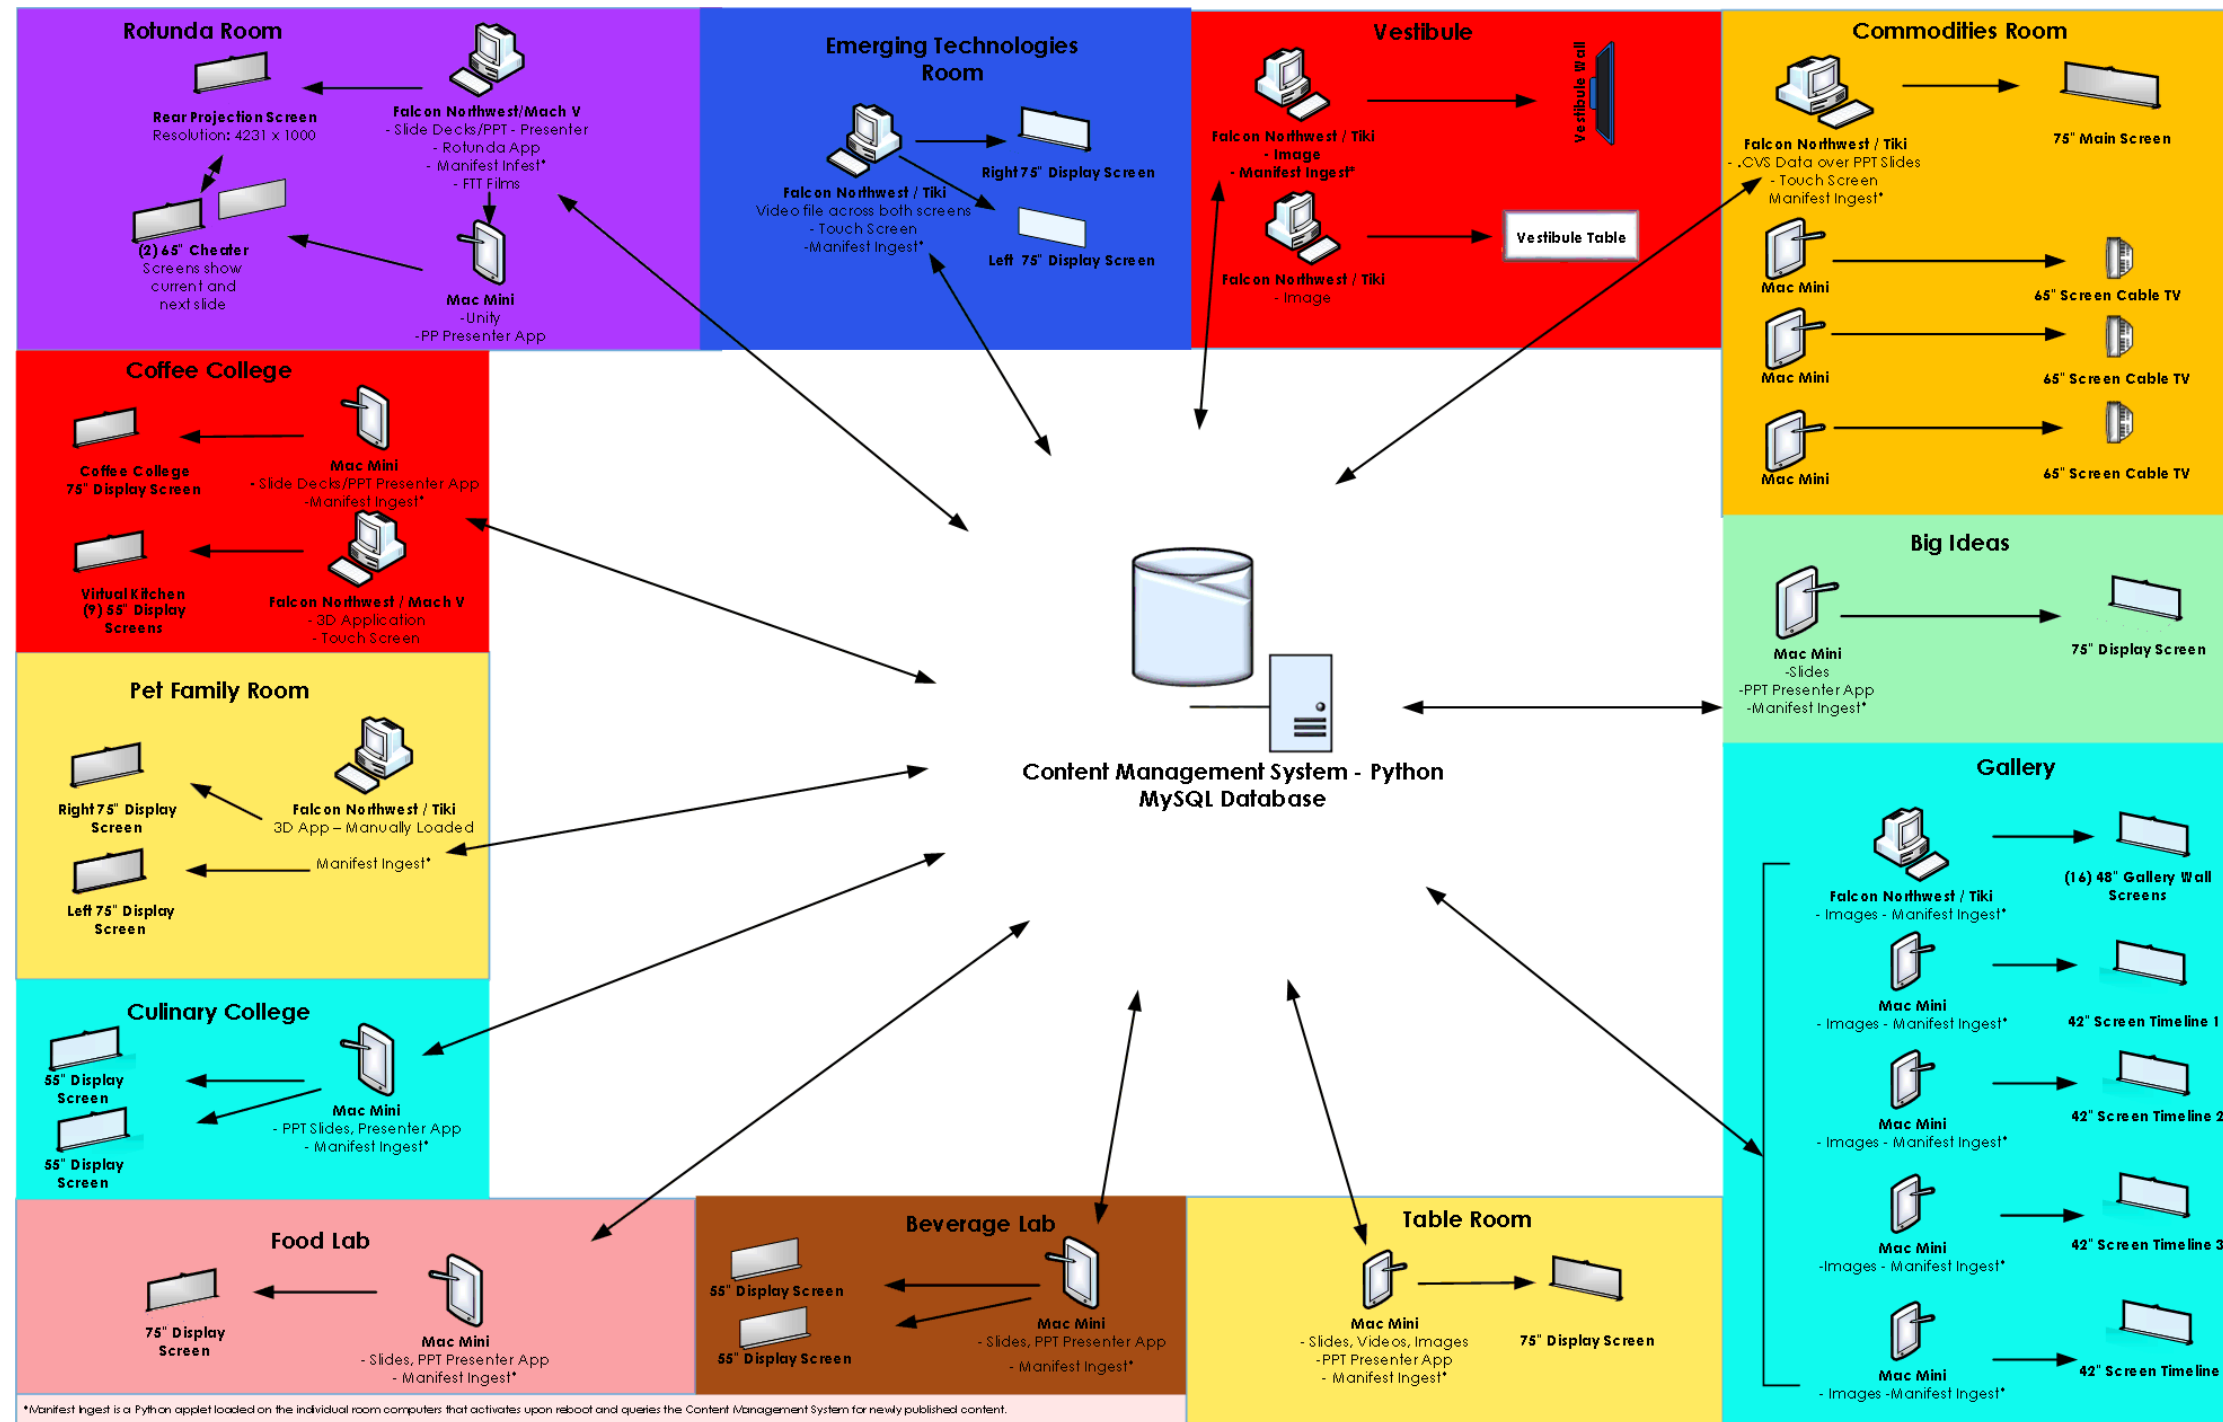 Rotunda Room
Rear Projection Screen
Resolution: 4231 x 1000
Falcon Northwest/Mach V
- Slide Decks/PPT - Presenter
- Rotunda App
- Manifest Infest*
- FTT Films
(2) 65" Cheater
Screens show
current and
next slide
Mac Mini
-Unity
-PP Presenter App
Emerging Technologies
Room
Falcon Northwest / Tiki
Video file across both screens
- Touch Screen
-Manifest Ingest*
Right 75" Display Screen
Left 75" Display Screen
Vestibule
Falcon Northwest / Tiki
- Image
- Manifest Ingest*
Vestibule Wall
Falcon Northwest / Tiki
- Image
Vestibule Table
Commodities Room
Falcon Northwest / Tiki
- .CVS Data over PPT Slides
- Touch Screen
Manifest Ingest*
75" Main Screen
Mac Mini
65" Screen Cable TV
Mac Mini
65" Screen Cable TV
Mac Mini
65" Screen Cable TV
Coffee College
Coffee College
75" Display Screen
Mac Mini
- Slide Decks/PPT Presenter App
-Manifest Ingest*
Virtual Kitchen
(9) 55" Display
Screens
Falcon Northwest / Mach V
- 3D Application
- Touch Screen
Big Ideas
Mac Mini
-Slides
-PPT Presenter App
-Manifest Ingest*
75" Display Screen
Pet Family Room
Right 75" Display
Screen
Falcon Northwest / Tiki
3D App – Manually Loaded
Manifest Ingest*
Left 75" Display
Screen
Content Management System - Python
MySQL Database
Gallery
Falcon Northwest / Tiki
- Images - Manifest Ingest*
(16) 48" Gallery Wall
Screens
Mac Mini
- Images - Manifest Ingest*
42" Screen Timeline 1
Mac Mini
- Images - Manifest Ingest*
42" Screen Timeline 2
Mac Mini
-Images - Manifest Ingest*
42" Screen Timeline 3
Mac Mini
- Images -Manifest Ingest*
42" Screen Timeline
Culinary College
55" Display
Screen
55" Display
Screen
Mac Mini
- PPT Slides, Presenter App
- Manifest Ingest*
Food Lab
75" Display
Screen
Mac Mini
- Slides, PPT Presenter App
- Manifest Ingest*
Beverage Lab
55" Display Screen
55" Display Screen
Mac Mini
- Slides, PPT Presenter App
- Manifest Ingest*
Table Room
Mac Mini
- Slides, Videos, Images
-PPT Presenter App
- Manifest Ingest*
75" Display Screen
*Manifest Ingest is a Python applet loaded on the individual room computers that activates upon reboot and queries the Content Management System for newly published content.